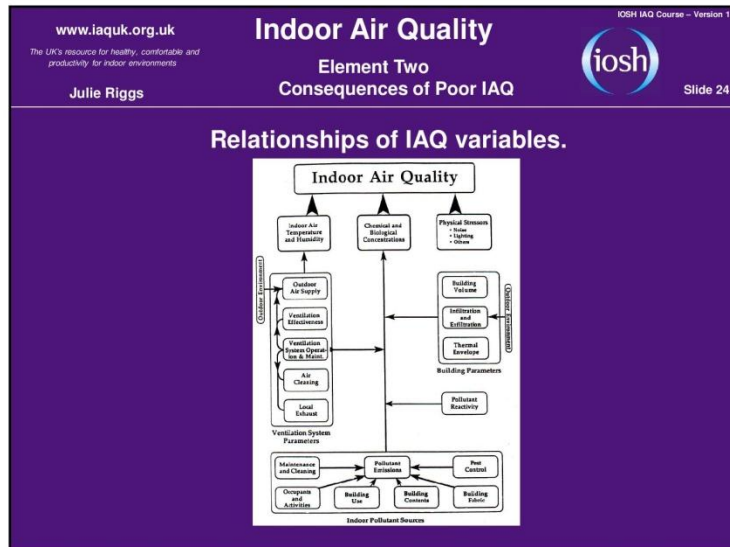 www.iaquk.org.uk
The UK's resource for healthy, comfortable and
productivity for indoor environments
Julie Riggs
Indoor Air Quality
Element Two
Consequences of Poor IAQ
IOSH IAQ Course – Version 1
iosh
Slide 24
Relationships of IAQ variables.
Indoor Air Quality
Indoor Air
Temperature
and Humidity
Chemical and
Biological
Concentrations
Physical Stressors
• Noise
• Lighting
• Others
Outdoor Environment
Outdoor
Air Supply
Ventilation
Effectiveness
Ventilation
System Operat-
ion & Maint.
Air
Cleaning
Local
Exhaust
Ventilation System
Parameters
Building
Volume
Infiltration and
Exfiltration
Thermal
Envelope
Outdoor Environment
Building Parameters
Pollutant
Reactivity
Maintenance
and Cleaning
Pollutant
Emissions
Pest
Control
Occupants
and
Activities
Building
Use
Building
Contents
Building
Fabric
Indoor Pollutant Sources